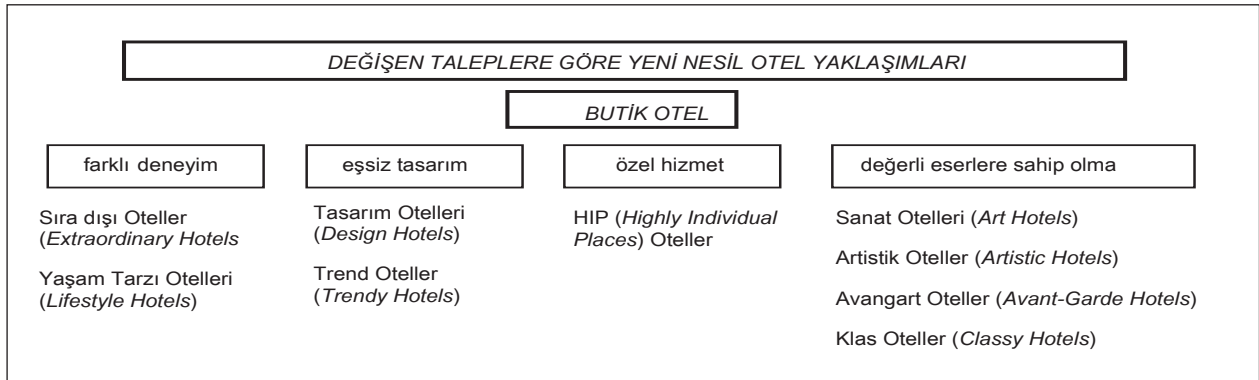 DEĞİŞEN TALEPLERE GÖRE YENİ NESİL OTEL YAKLAŞIMLARI
BUTİK OTEL
farklı deneyim
Sıra dışı Oteller
(Extraordinary Hotels
Yaşam Tarzı Otelleri
(Lifestyle Hotels)
eşsiz tasarım
Tasarım Otelleri
(Design Hotels)
Trend Oteller
(Trendy Hotels)
özel hizmet
HIP (Highly Individual
Places) Oteller
değerli eserlere sahip olma
Sanat Otelleri (Art Hotels)
Artistik Oteller (Artistic Hotels)
Avangart Oteller (Avant-Garde Hotels)
Klas Oteller (Classy Hotels)